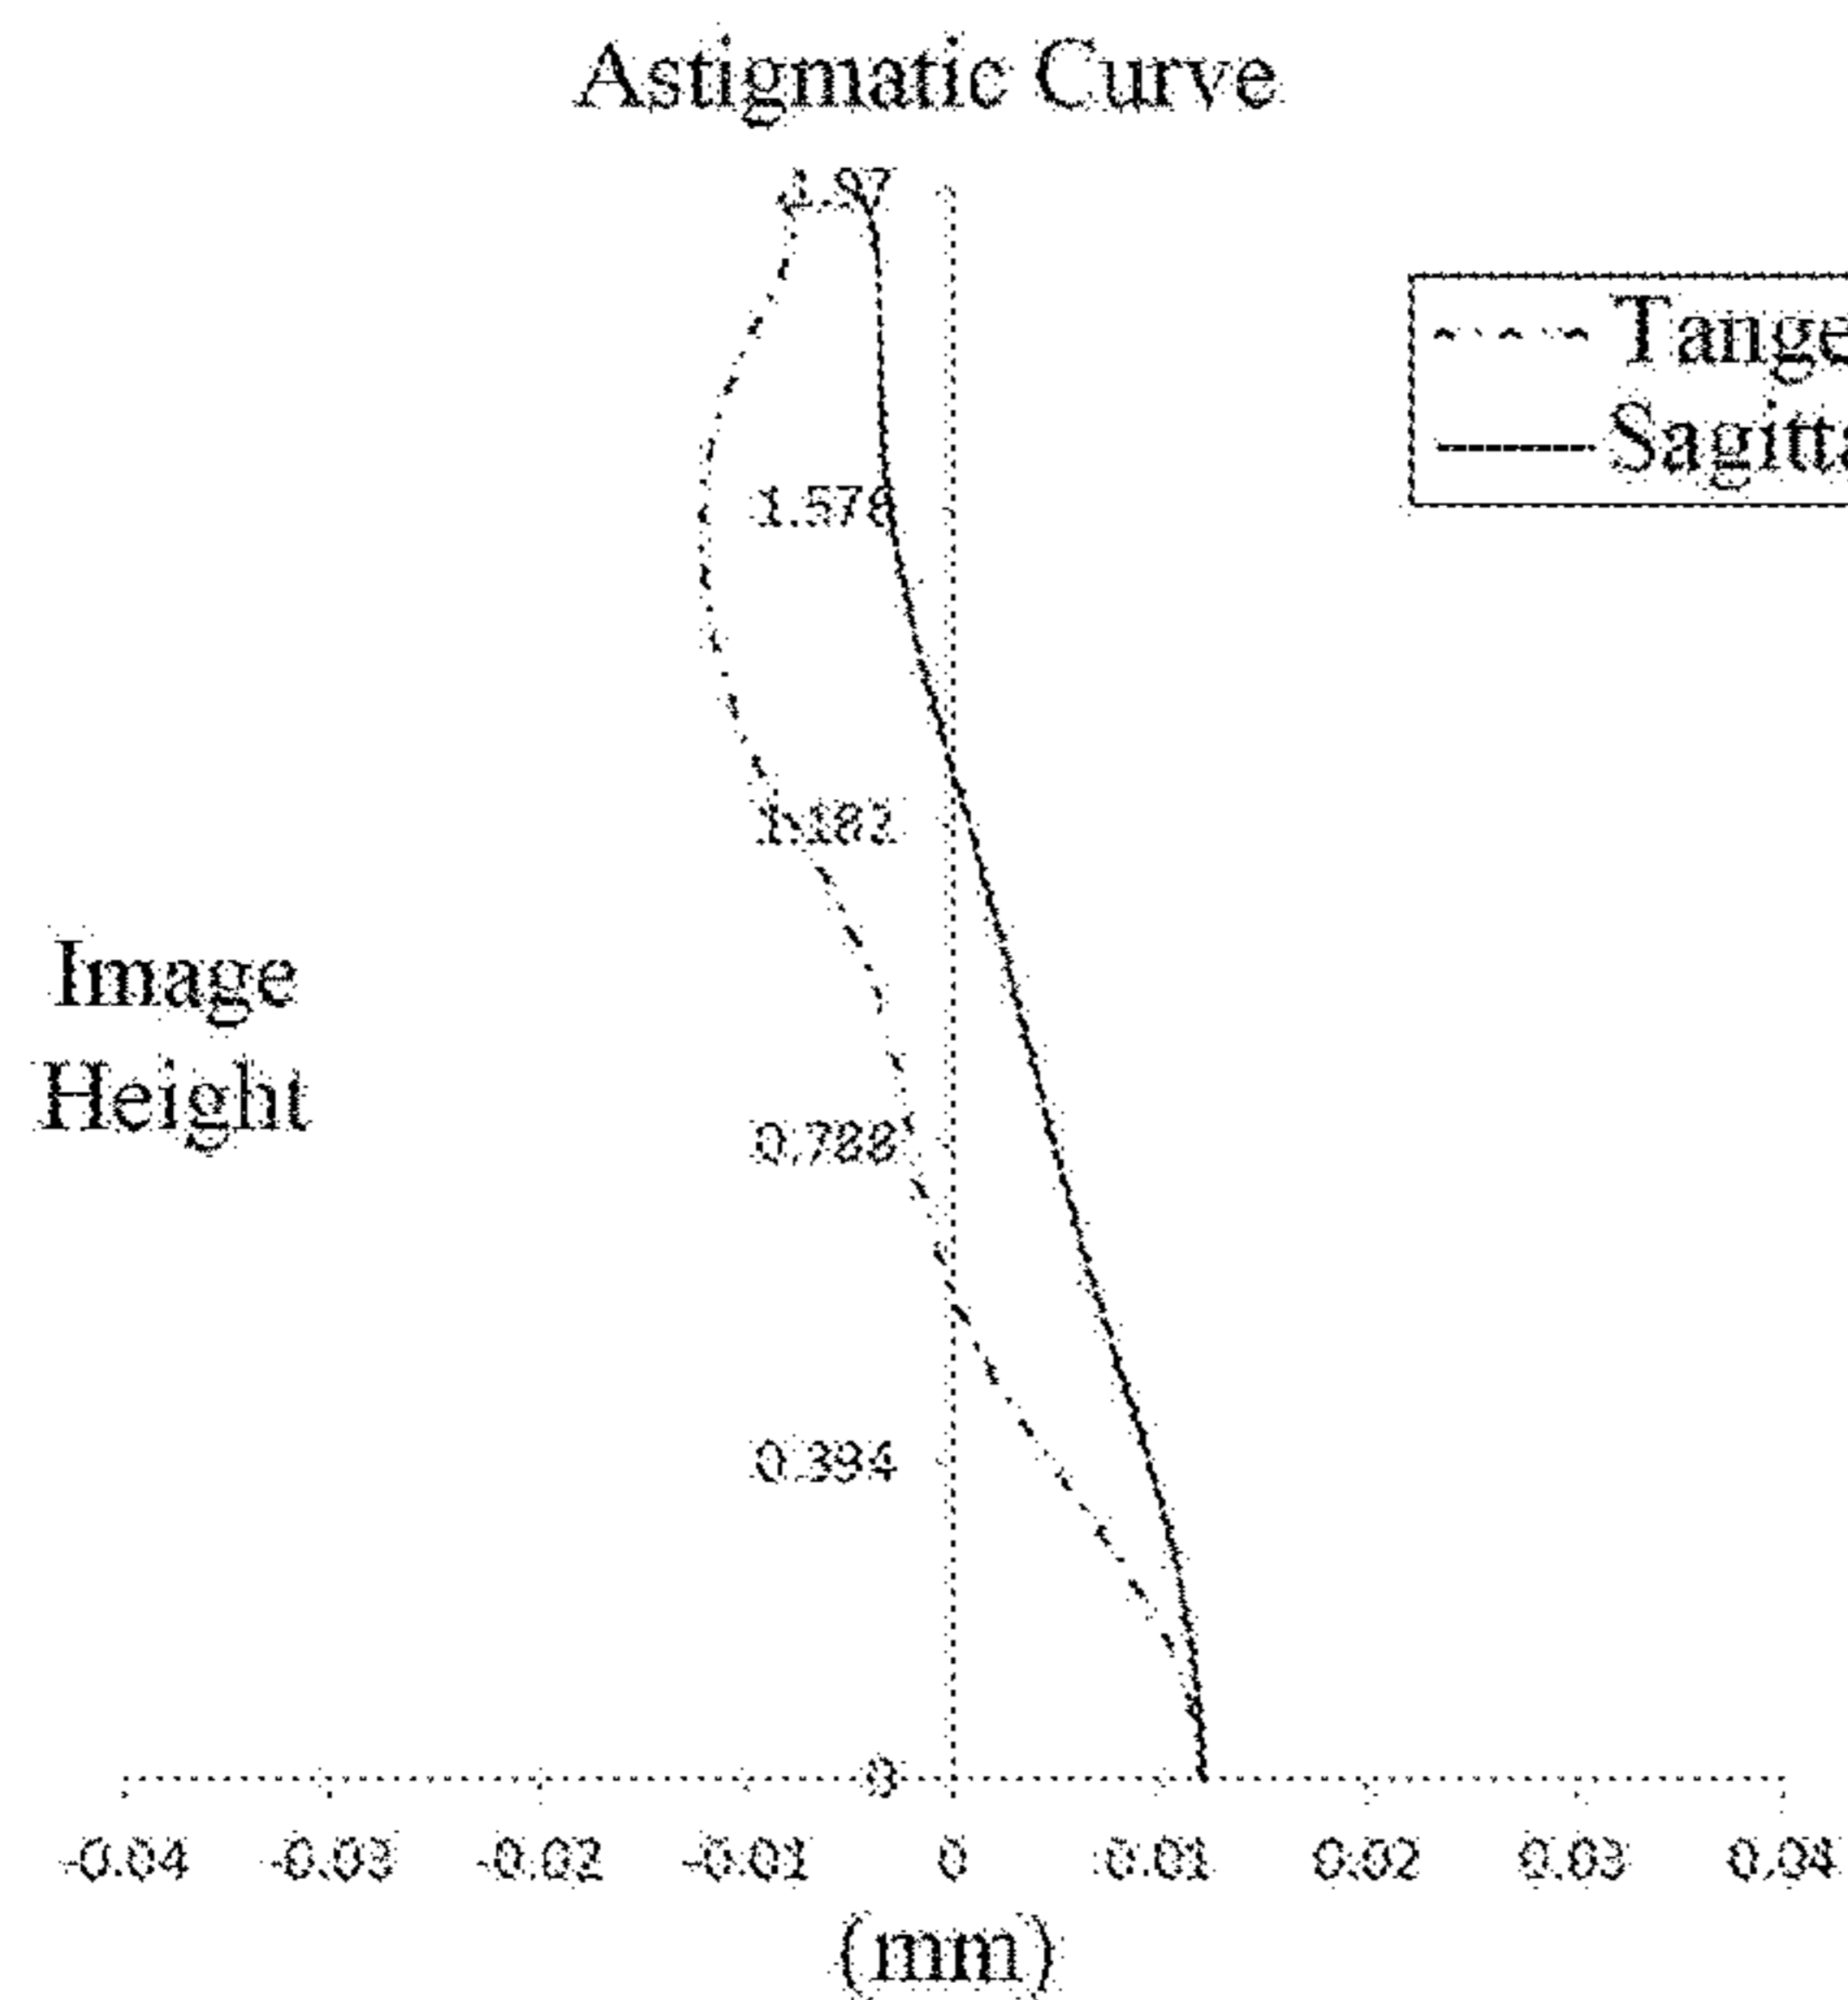 Astigmatic Curve
1.97
Tange
Sagitta
1.576
1.182
Image
Height
0.788
0.394
0
-0.04 -0.03 -0.02 -0.01 0 0.01 0.02 0.03 0.04
(mm)